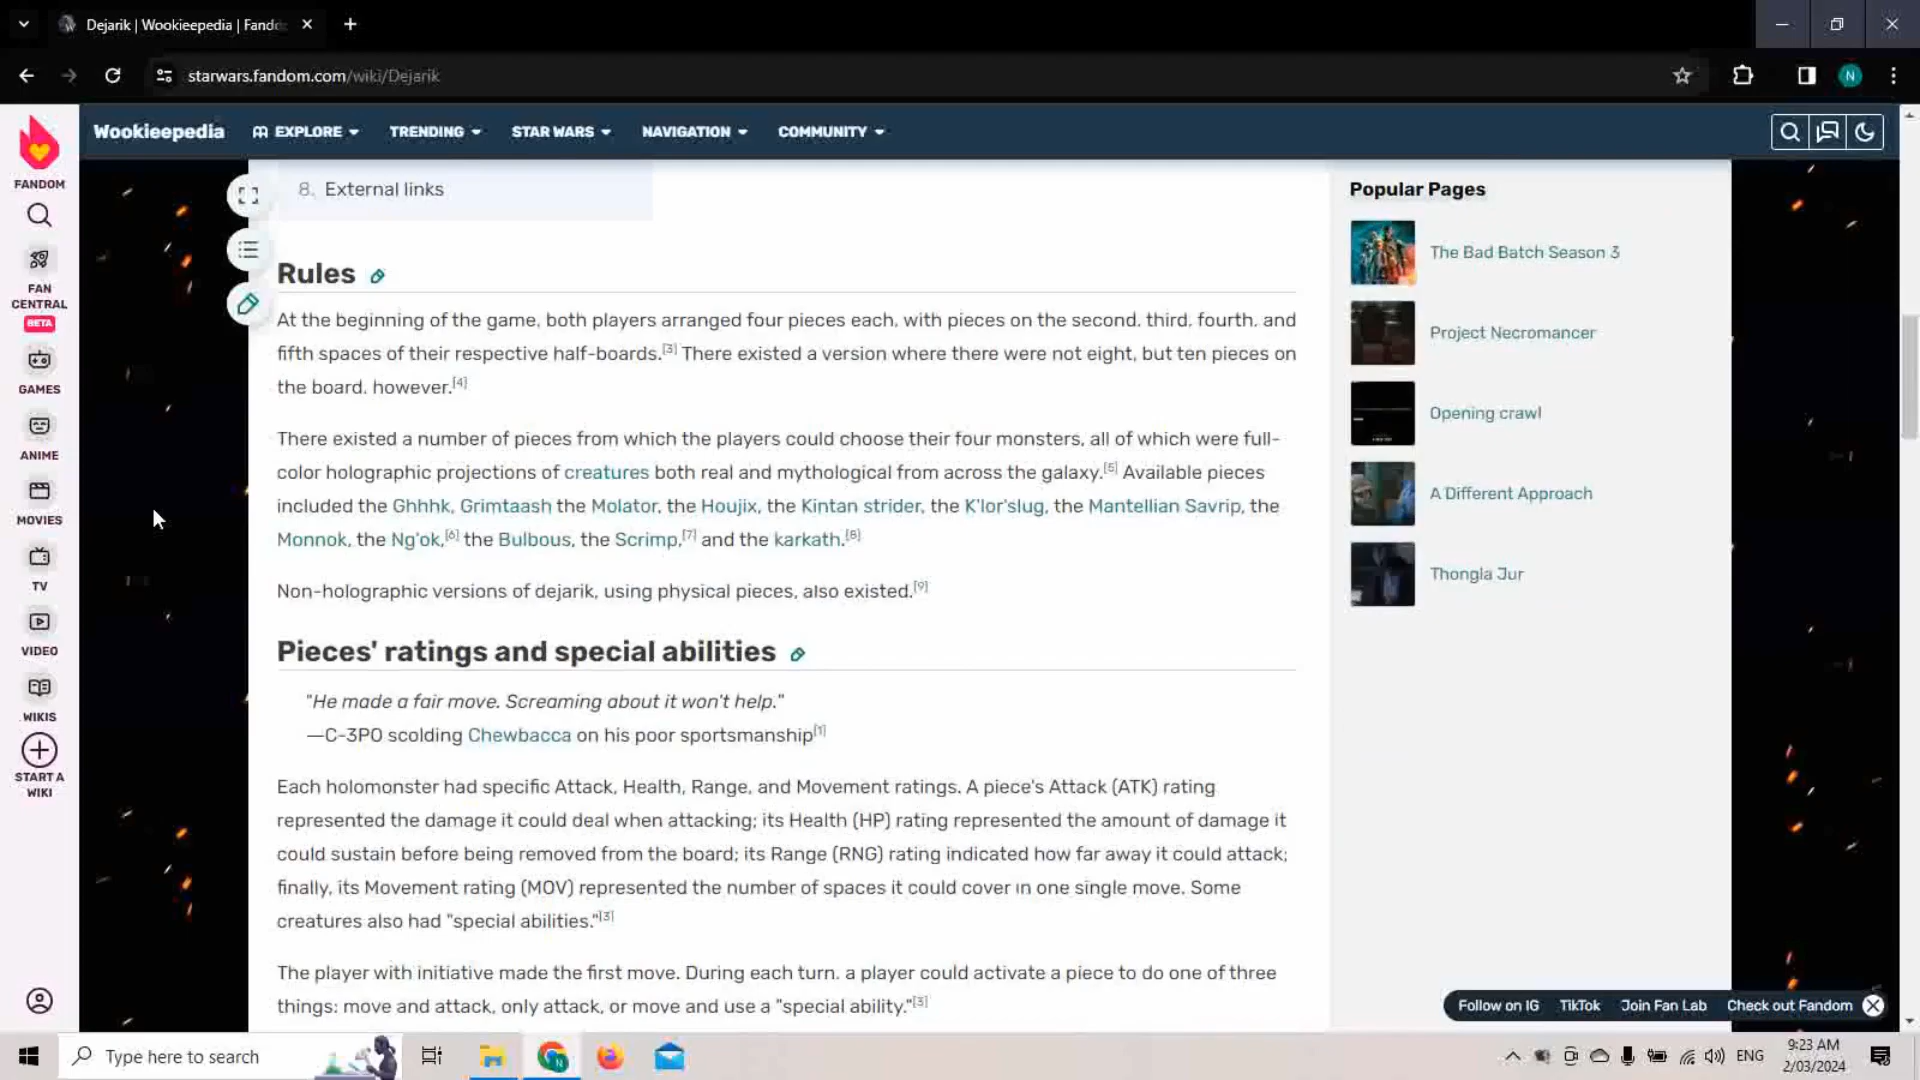 Dejarik | Wookieepedia | Fando
starwars.fandom.com/wiki/Dejarik
N
Wookieepedia EXPLORE TRENDING STAR WARS NAVIGATION COMMUNITY
FANDOM
FAN
CENTRAL
BETA
GAMES
ANIME
MOVIES
TV
VIDEO
WIKIS
START A
WIKI
8. External links
Rules
At the beginning of the game, both players arranged four pieces each, with pieces on the second, third, fourth, and
fifth spaces of their respective half-boards.[3] There existed a version where there were not eight, but ten pieces on
the board, however.[4]
There existed a number of pieces from which the players could choose their four monsters, all of which were full-
color holographic projections of creatures both real and mythological from across the galaxy.[5] Available pieces
included the Ghhhk, Grimtaash the Molator, the Houjix, the Kintan strider, the K'lor'slug, the Mantellian Savrip, the
Monnok, the Ng'ok,[6] the Bulbous, the Scrimp,[7] and the karkath.[8]
Non-holographic versions of dejarik, using physical pieces, also existed.[9]
Pieces' ratings and special abilities
"He made a fair move. Screaming about it won't help."
—C-3PO scolding Chewbacca on his poor sportsmanship[1]
Each holomonster had specific Attack, Health, Range, and Movement ratings. A piece's Attack (ATK) rating
represented the damage it could deal when attacking; its Health (HP) rating represented the amount of damage it
could sustain before being removed from the board; its Range (RNG) rating indicated how far away it could attack;
finally, its Movement rating (MOV) represented the number of spaces it could cover in one single move. Some
creatures also had "special abilities."[3]
The player with initiative made the first move. During each turn, a player could activate a piece to do one of three
things: move and attack, only attack, or move and use a "special ability."[3]
Popular Pages
The Bad Batch Season 3
Project Necromancer
Opening crawl
A Different Approach
Thongla Jur
Follow on IG TikTok Join Fan Lab Check out Fandom
Type here to search
ENG
9:23 AM
2/03/2024